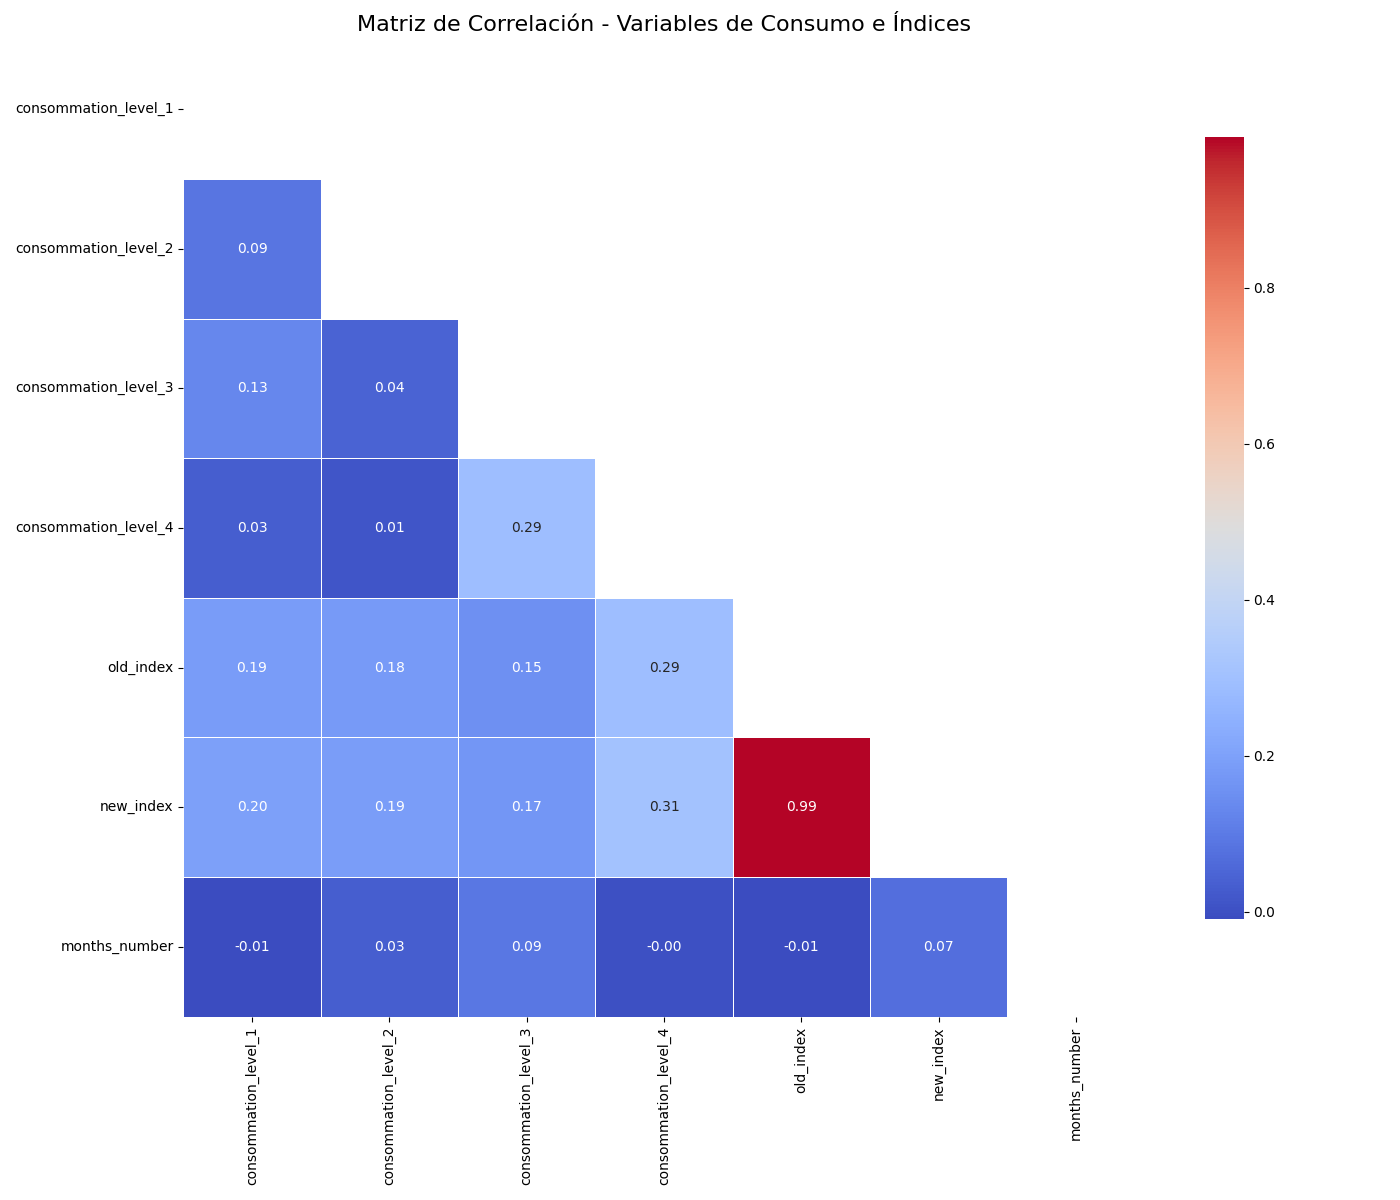 Matriz de Correlación - Variables de Consumo e Índices
consommation_level_1
consommation_level_2
0.09
consommation_level_3
0.13 0.04
0.8
consommation_level_4
0.03 0.01 0.29
0.6
old_index
0.19 0.18 0.15 0.29
0.4
new_index
0.20 0.19 0.17 0.31 0.99
0.2
months_number
-0.01 0.03 0.09 -0.00 -0.01 0.07
0.0
consommation_level_1
consommation_level_2
consommation_level_3
consommation_level_4
old_index
new_index
months_number